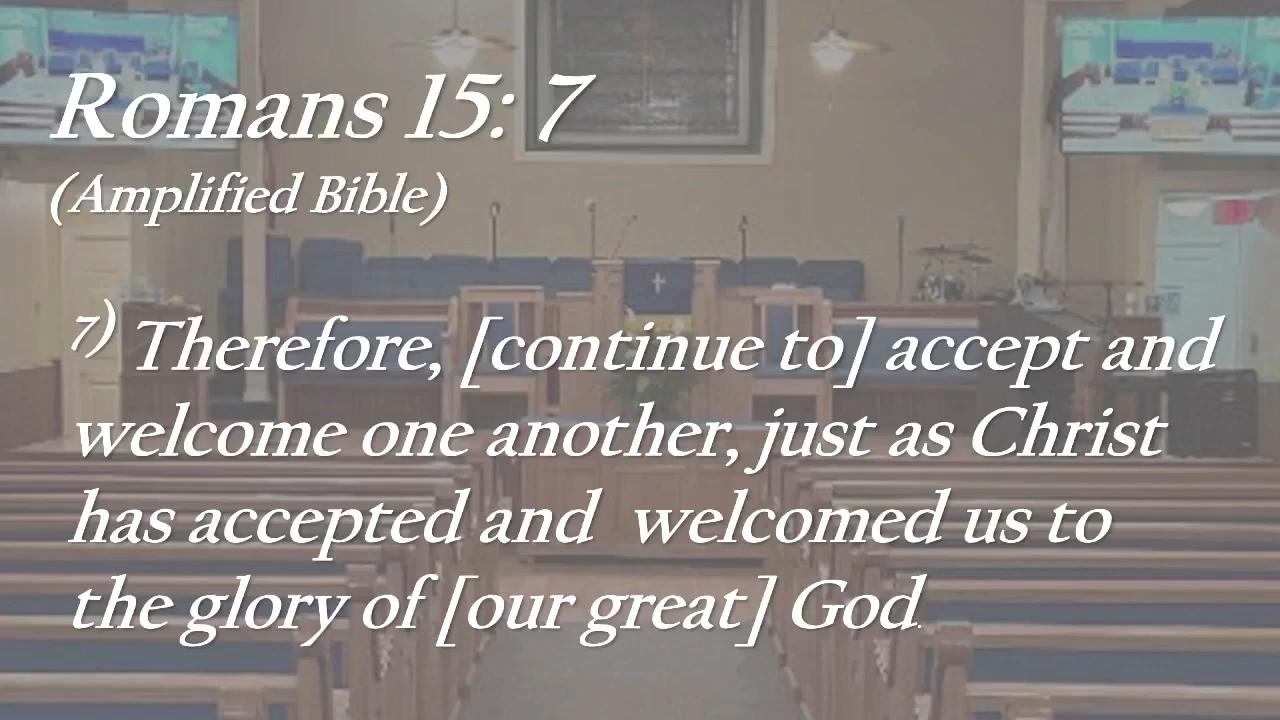 Romans 15: 7
(Amplified Bible)
7) Therefore, [continue to] accept and
welcome one another, just as Christ
has accepted and welcomed us to
the glory of [our great] God.